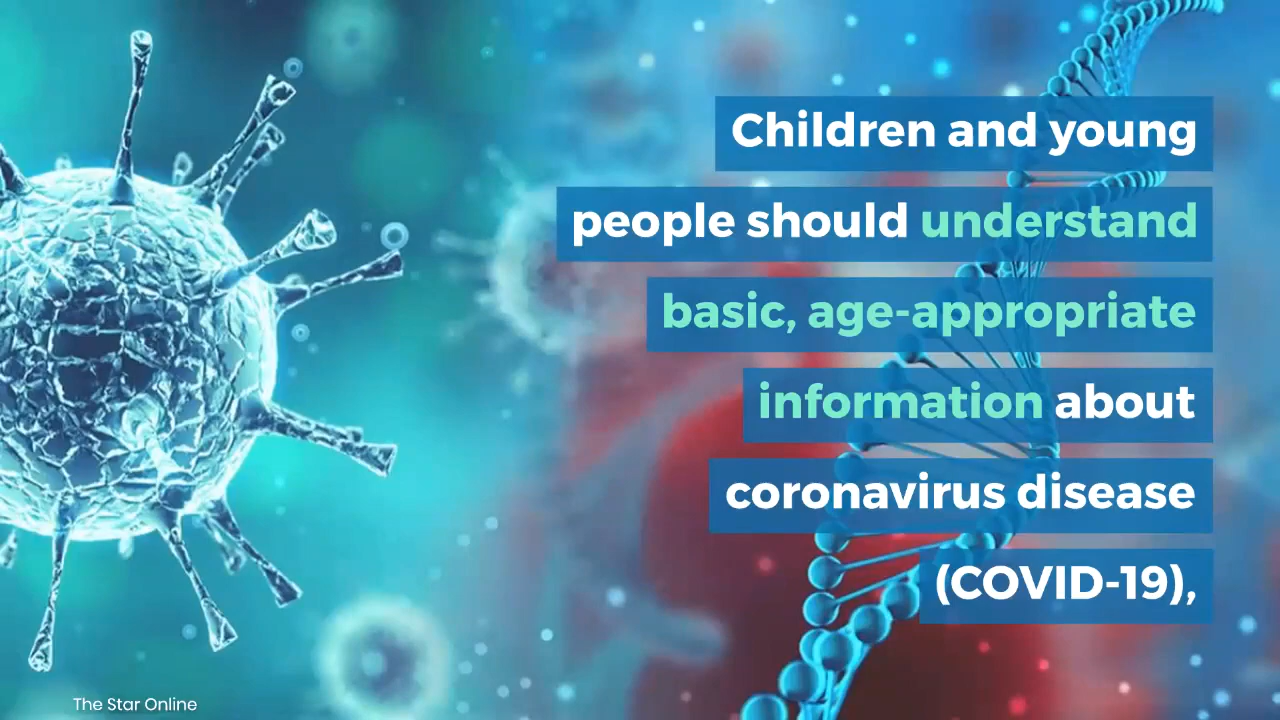 Children and young
people should understand
basic, age-appropriate
information about
coronavirus disease
(COVID-19),
The Star Online